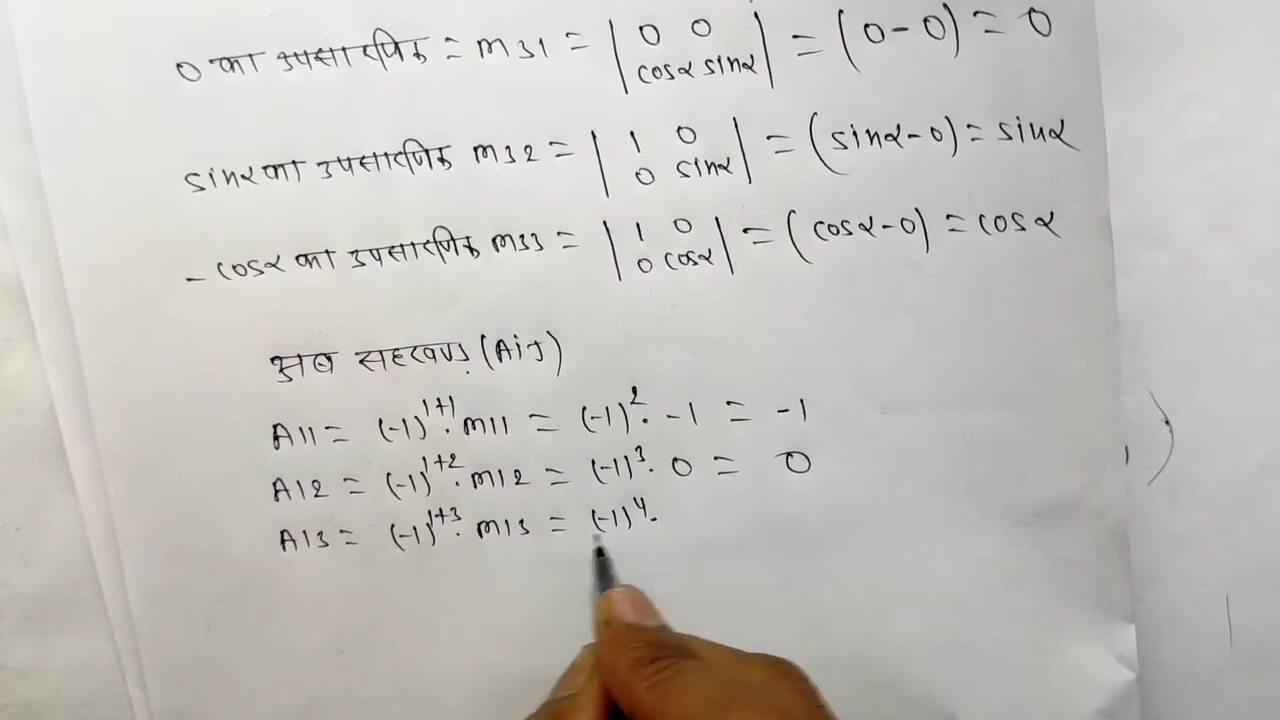 0 का उपसारणिक = m31 = | 0 0 cosα sinα | = (0-0) = 0
sinα का उपसारणिक m32 = | 1 0 0 sinα | = (sinα-0) = sinα
-cosα का उपसारणिक m33 = | 1 0 0 cosα | = (cosα-0) = cosα
अब सहखण्ड (Aij)
A11 = (-1)^1+1 . m11 = (-1)^2 . -1 = -1
A12 = (-1)^1+2 . m12 = (-1)^3 . 0 = 0
A13 = (-1)^1+3 . m13 = (-1)^4 .